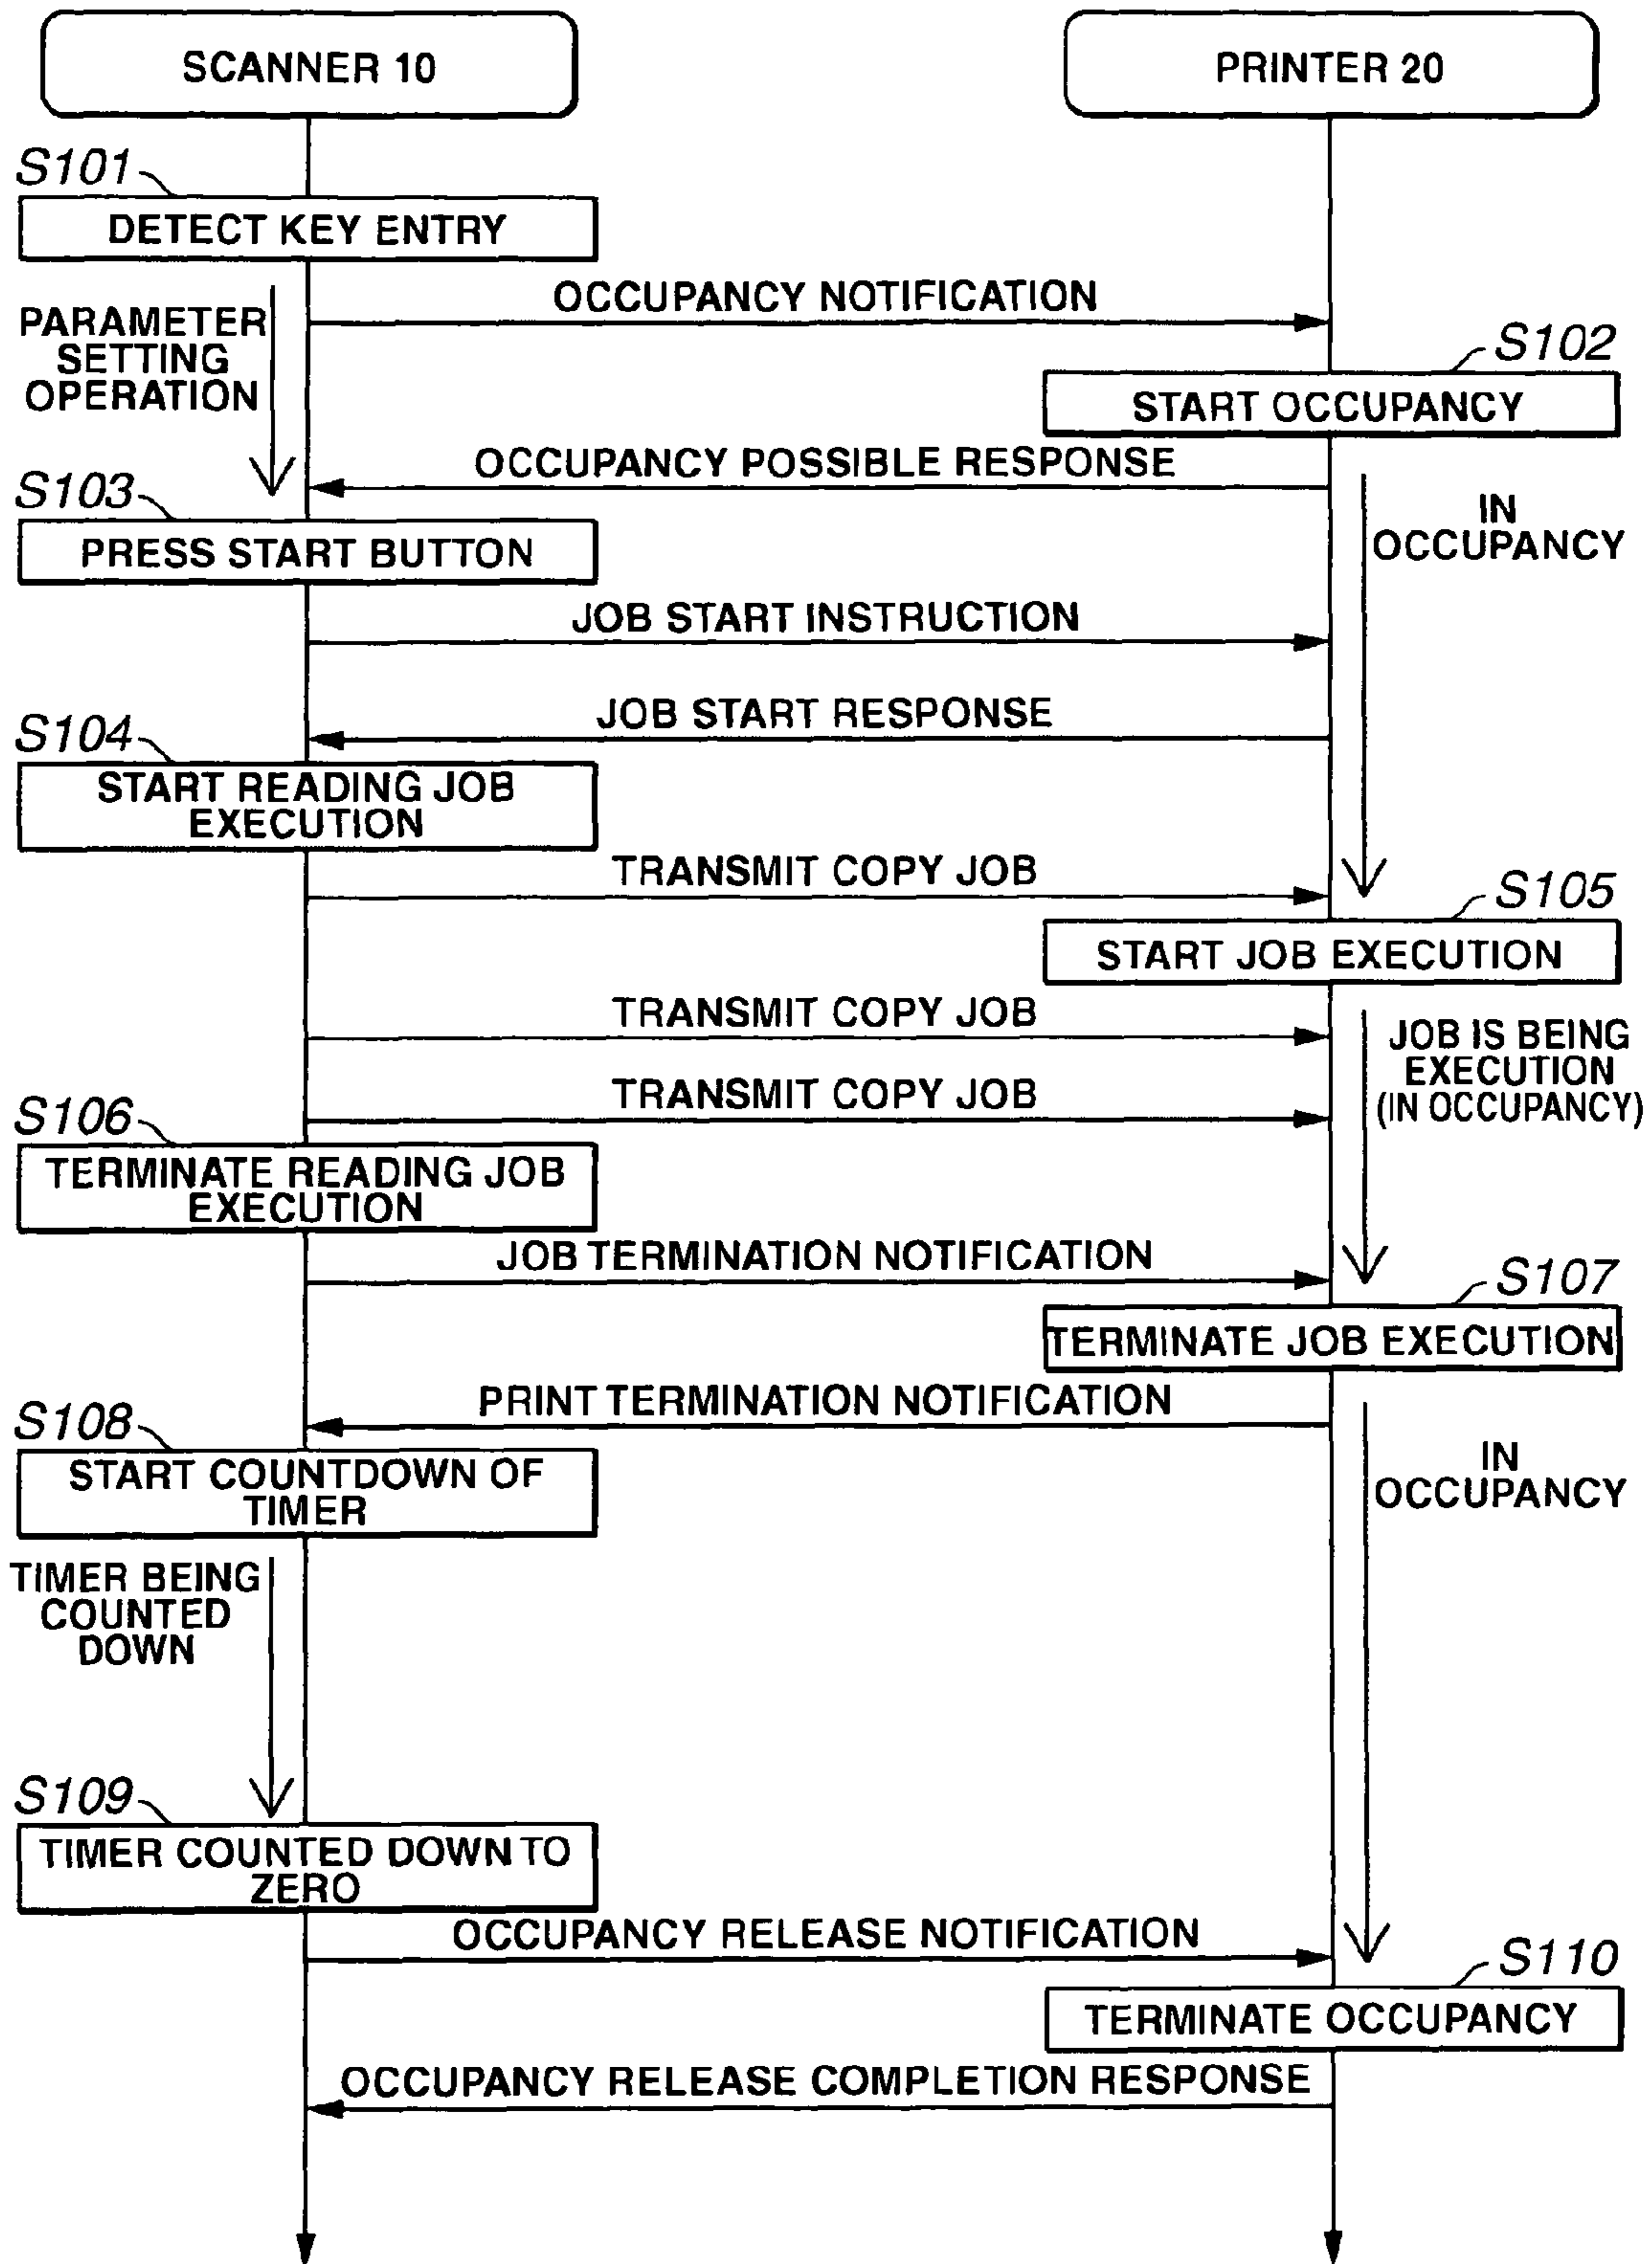 SCANNER 10
PRINTER 20
S101
DETECT KEY ENTRY
OCCUPANCY NOTIFICATION
PARAMETER
SETTING
OPERATION
S102
START OCCUPANCY
OCCUPANCY POSSIBLE RESPONSE
S103
PRESS START BUTTON
IN
OCCUPANCY
JOB START INSTRUCTION
JOB START RESPONSE
S104
START READING JOB
EXECUTION
TRANSMIT COPY JOB
S105
START JOB EXECUTION
TRANSMIT COPY JOB
JOB IS BEING
EXECUTION
(IN OCCUPANCY)
TRANSMIT COPY JOB
S106
TERMINATE READING JOB
EXECUTION
JOB TERMINATION NOTIFICATION
S107
TERMINATE JOB EXECUTION
PRINT TERMINATION NOTIFICATION
S108
START COUNTDOWN OF
TIMER
IN
OCCUPANCY
TIMER BEING
COUNTED
DOWN
S109
TIMER COUNTED DOWN TO
ZERO
OCCUPANCY RELEASE NOTIFICATION
S110
TERMINATE OCCUPANCY
OCCUPANCY RELEASE COMPLETION RESPONSE